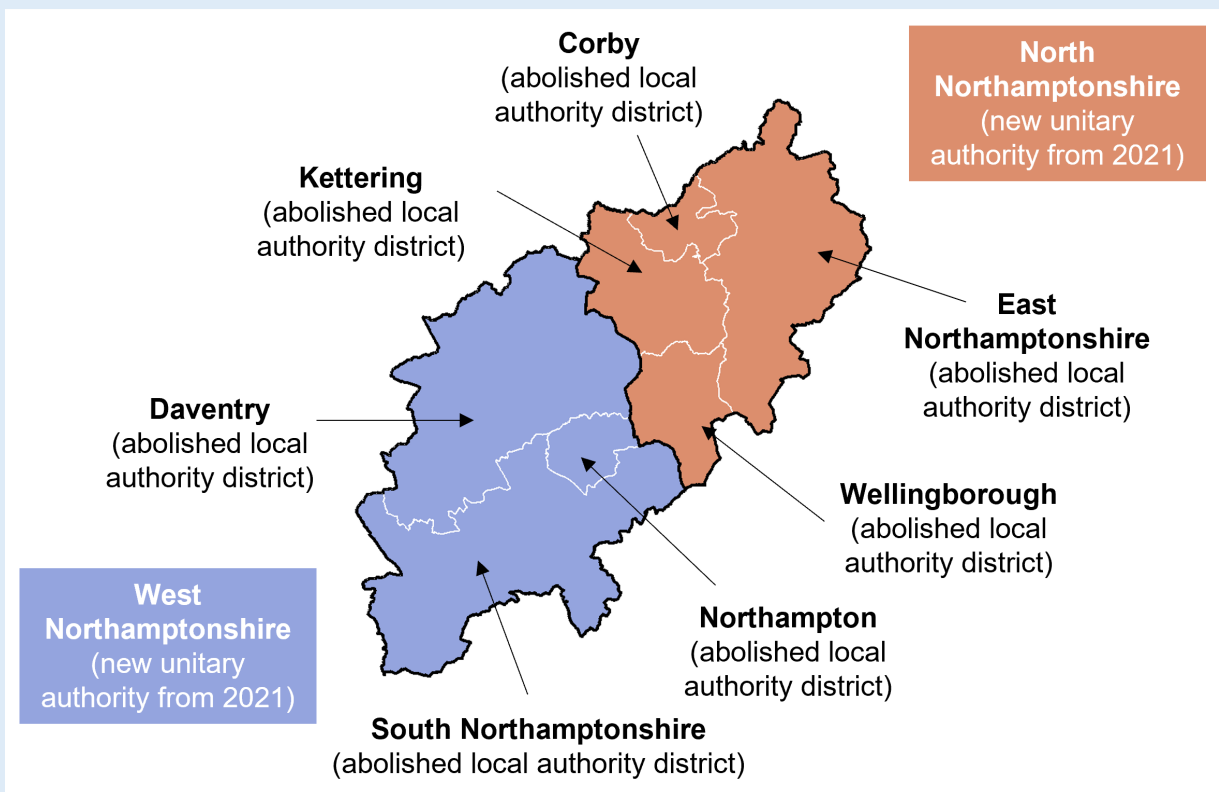 Corby
(abolished local
authority district)
North
Northamptonshire
(new unitary
authority from 2021)
Kettering
(abolished local
authority district)
East
Northamptonshire
(abolished local
authority district)
Daventry
(abolished local
authority district)
Wellingborough
(abolished local
authority district)
West
Northamptonshire
(new unitary
authority from 2021)
Northampton
(abolished local
authority district)
South Northamptonshire
(abolished local authority district)